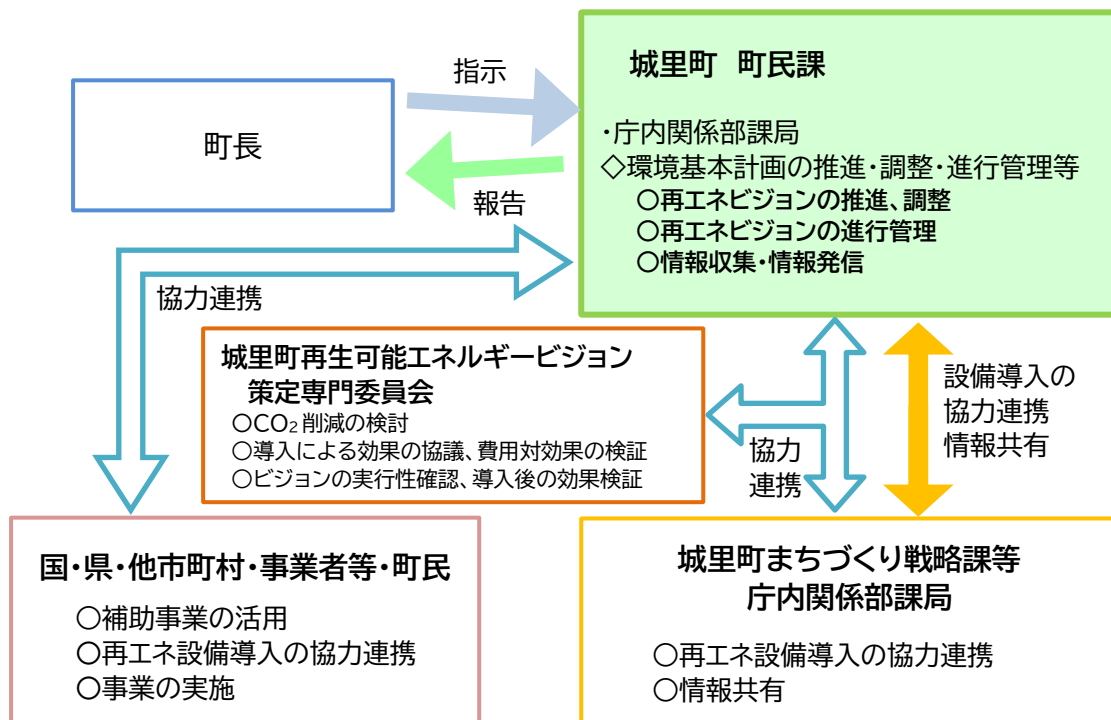 町長
指示
報告
城里町 町民課
・庁内関係部課局
◇環境基本計画の推進・調整・進行管理等
○再エネビジョンの推進、調整
○再エネビジョンの進行管理
○情報収集・情報発信
協力連携
城里町再生可能エネルギービジョン
策定専門委員会
○CO₂削減の検討
○導入による効果の協議、費用対効果の検証
○ビジョンの実行性確認、導入後の効果検証
協力
連携
設備導入の
協力連携
情報共有
国・県・他市町村・事業者等・町民
○補助事業の活用
○再エネ設備導入の協力連携
○事業の実施
城里町まちづくり戦略課等
庁内関係部課局
○再エネ設備導入の協力連携
○情報共有